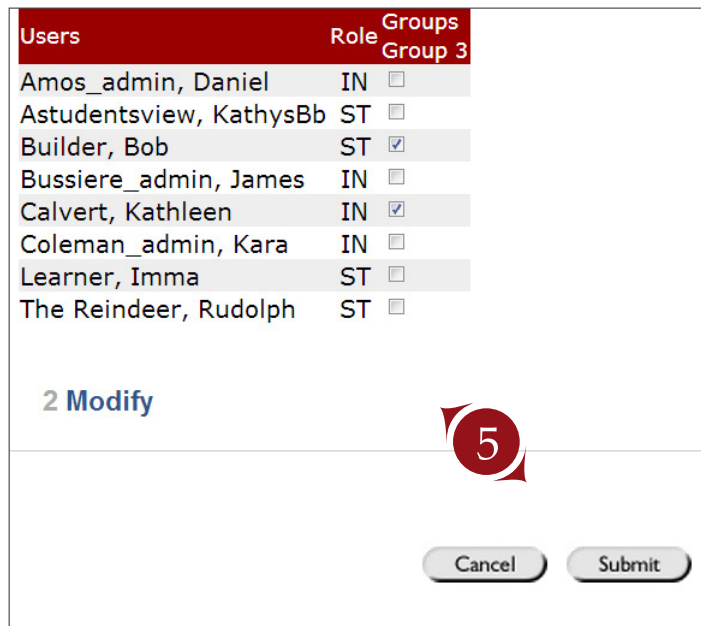 Users Role Groups
Group 3
Amos_admin, Daniel IN
Astudentsview, KathysBb ST
Builder, Bob ST
Bussiere_admin, James IN
Calvert, Kathleen IN
Coleman_admin, Kara IN
Learner, Imma ST
The Reindeer, Rudolph ST
2 Modify
5
Cancel Submit